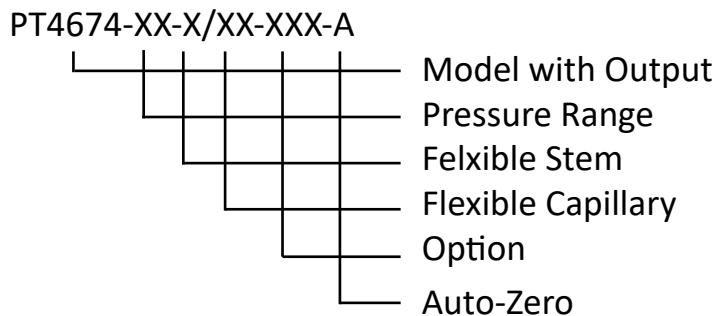 PT4674-XX-X/XX-XXX-A
Model with Output
Pressure Range
Felxible Stem
Flexible Capillary
Option
Auto-Zero